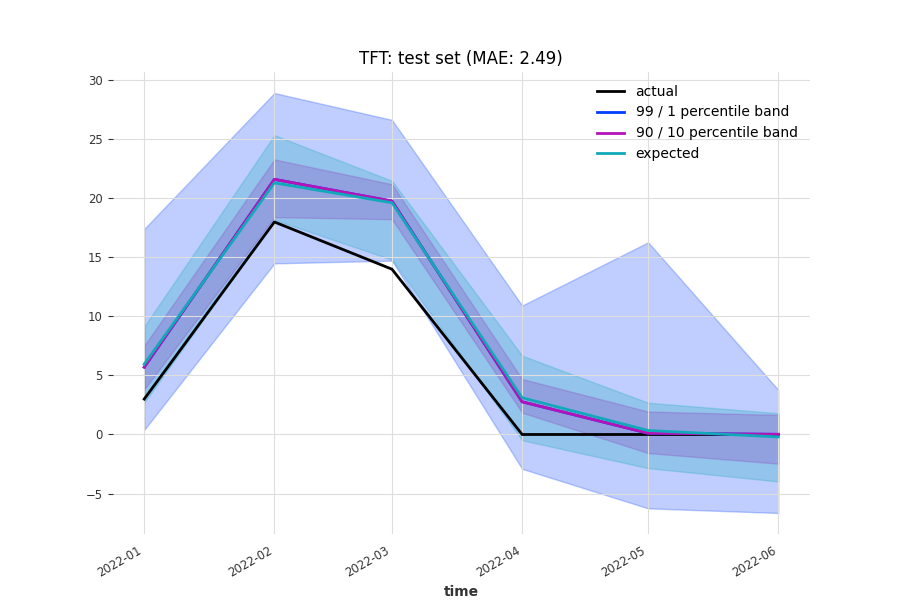 TFT: test set (MAE: 2.49)
actual
99 / 1 percentile band
90 / 10 percentile band
expected
30
25
20
15
10
5
0
−5
2022-01
2022-02
2022-03
2022-04
2022-05
2022-06
time